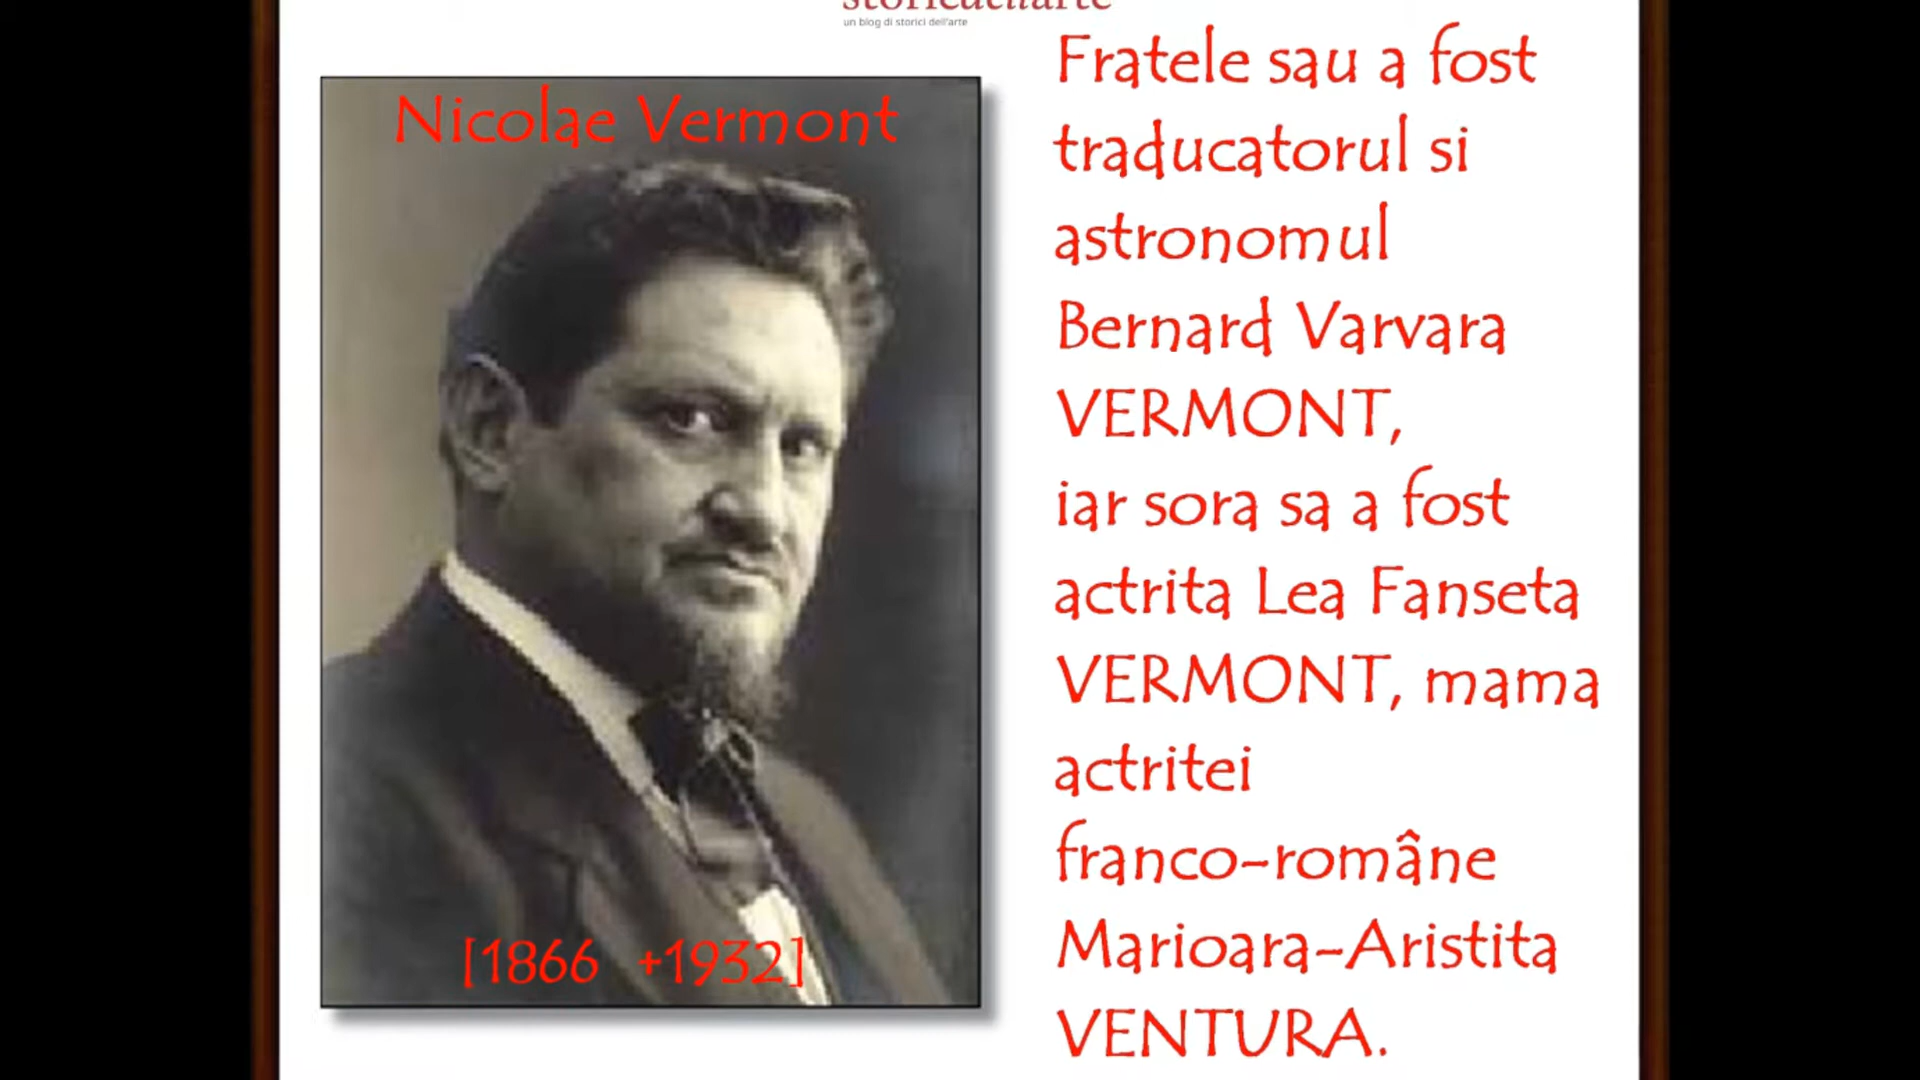 storicdellarte
un blog di storici dell'arte
Nicolae Vermont
[1866 +1932]
Fratele sau a fost
traducatorul si
astronomul
Bernard Varvara
VERMONT,
iar sora sa a fost
actrita Lea Fanseta
VERMONT, mama
actritei
franco-române
Marioara-Aristita
VENTURA.